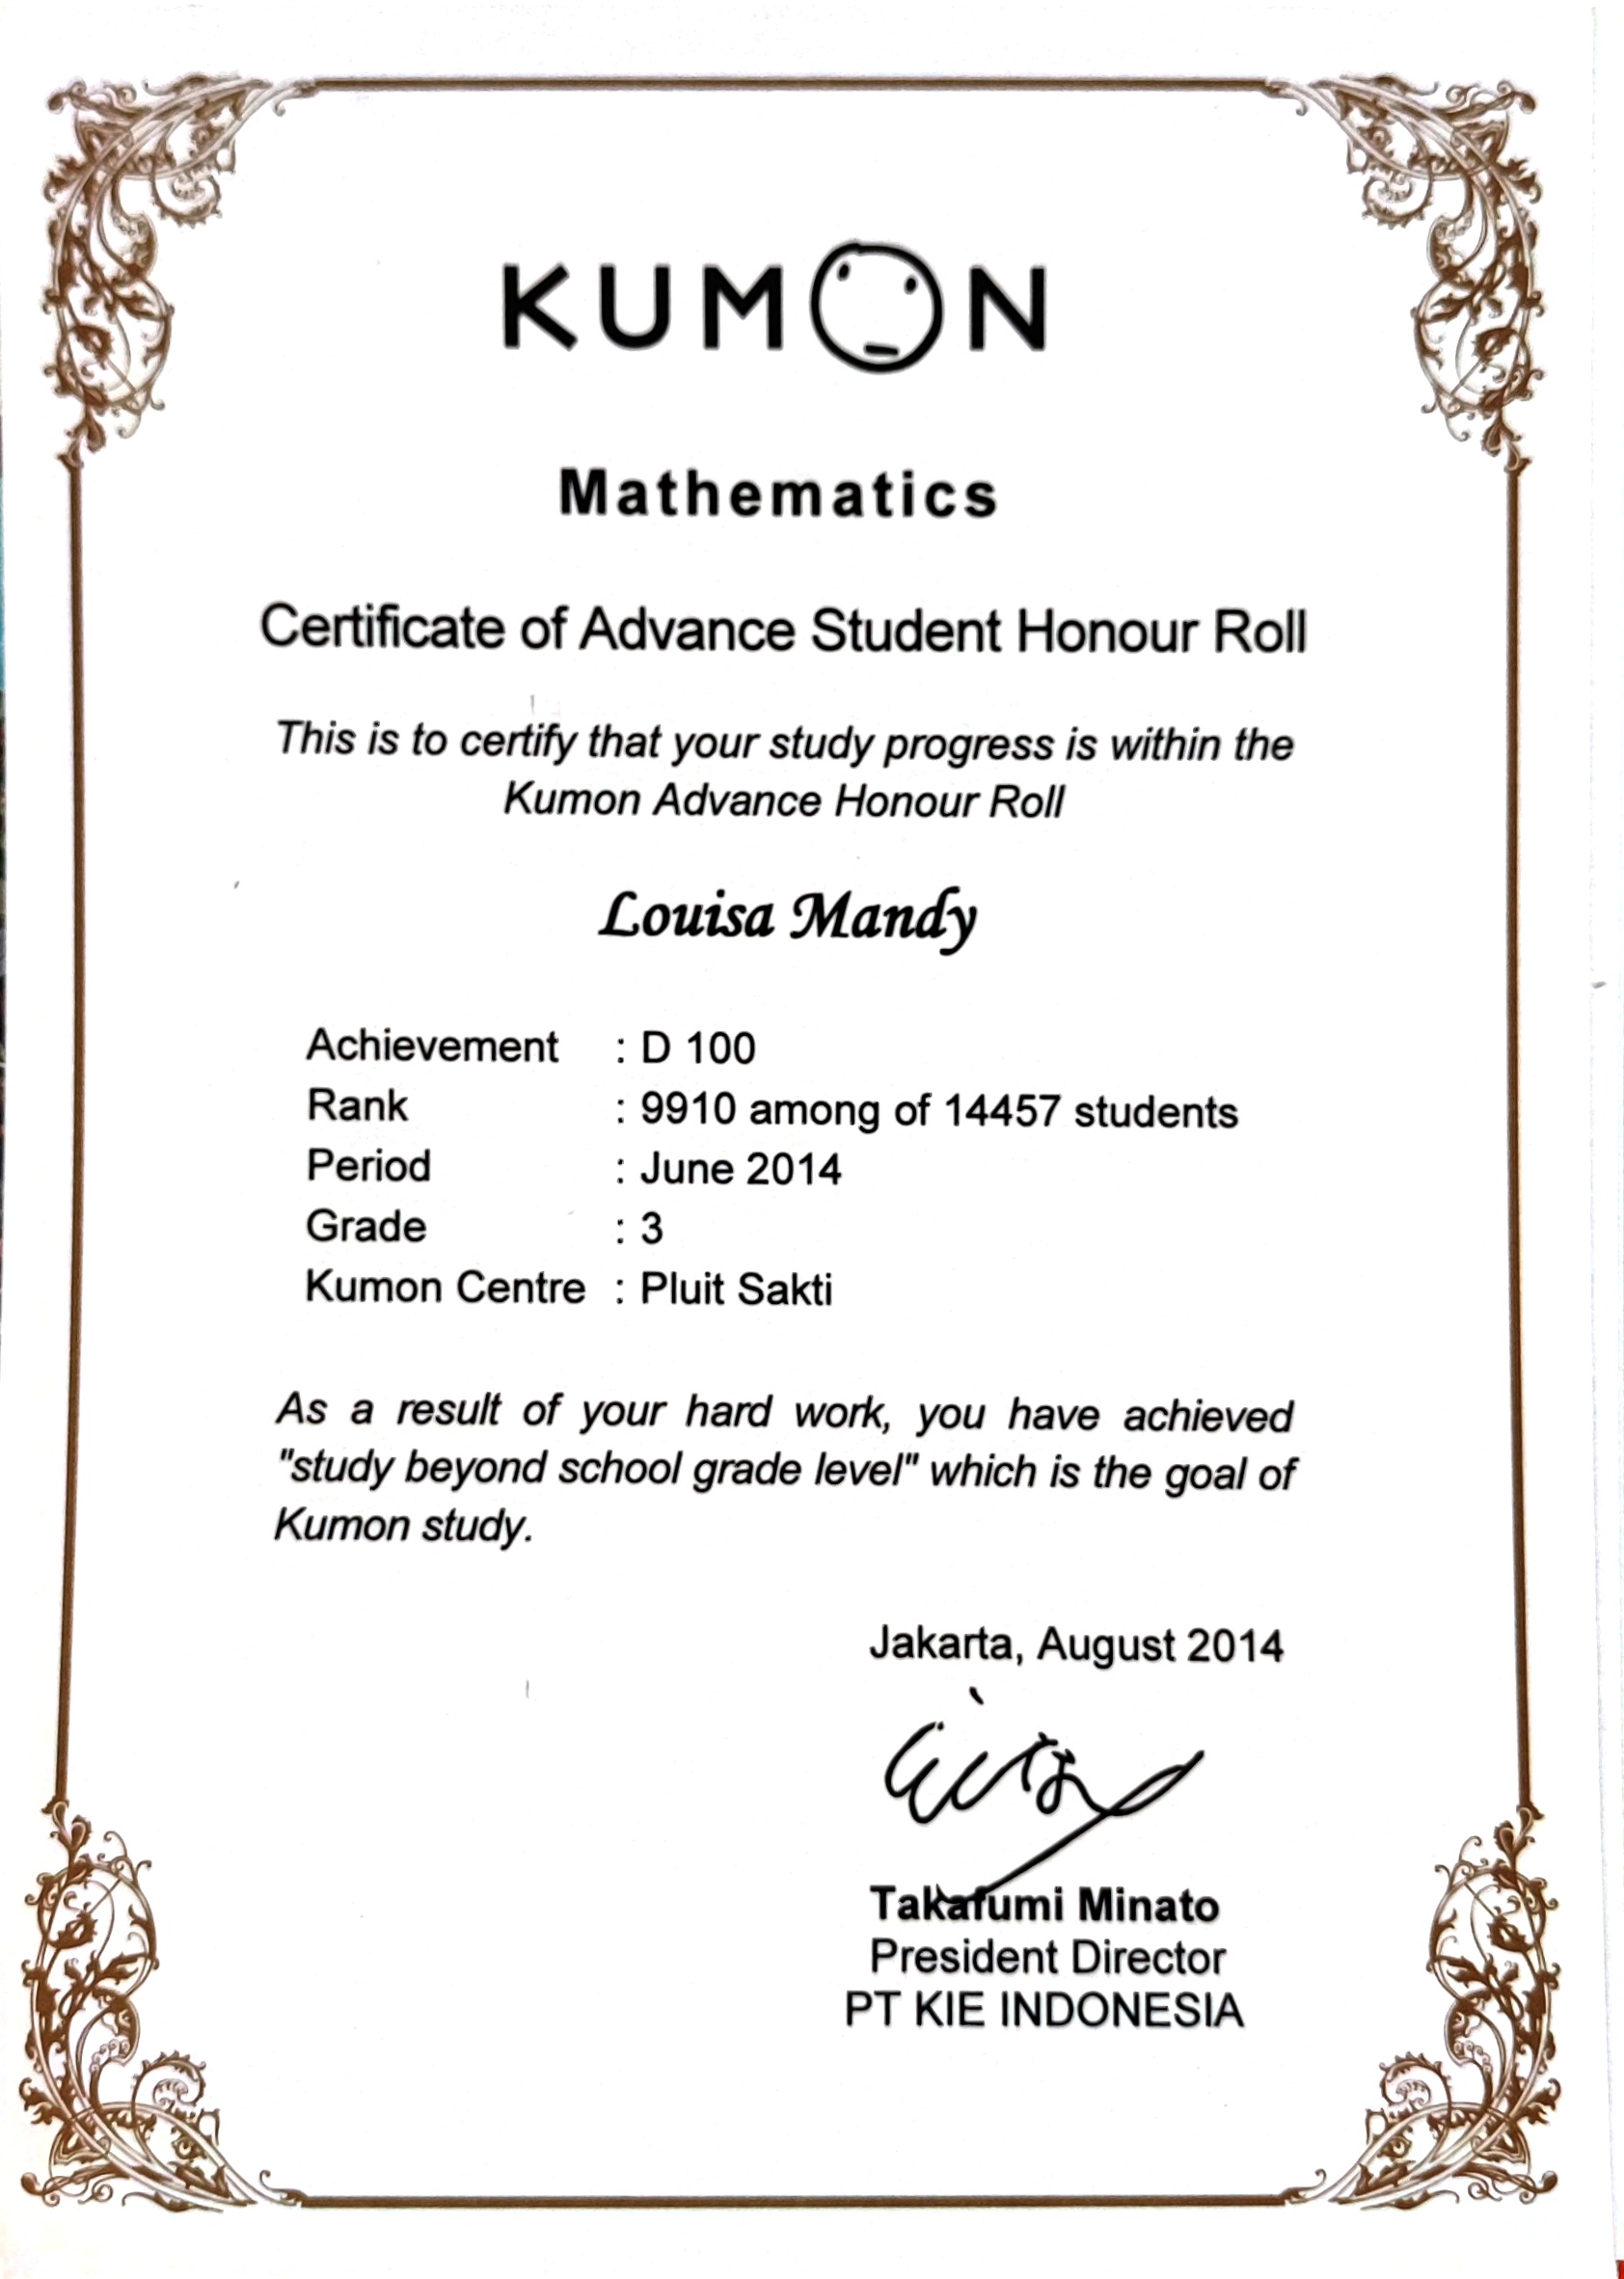 KUMON
Mathematics
Certificate of Advance Student Honour Roll
This is to certify that your study progress is within the
Kumon Advance Honour Roll
Louisa Mandy
Achievement : D 100
Rank : 9910 among of 14457 students
Period : June 2014
Grade : 3
Kumon Centre : Pluit Sakti
As a result of your hard work, you have achieved
"study beyond school grade level" which is the goal of
Kumon study.
Jakarta, August 2014
Takafumi Minato
President Director
PT KIE INDONESIA